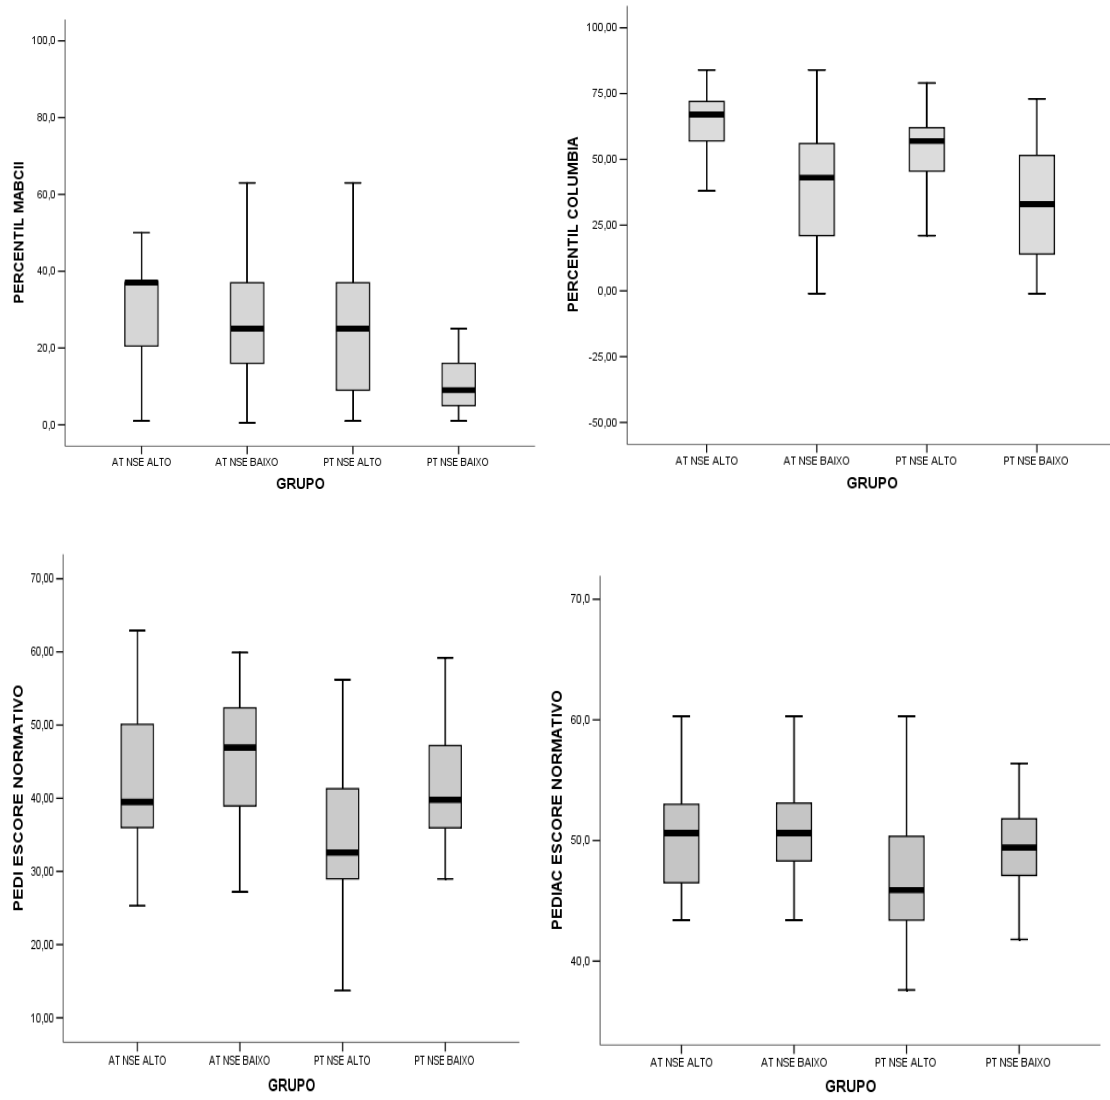 PERCENTIL MABCII
100,0
80,0
60,0
40,0
20,0
0,0
AT NSE ALTO AT NSE BAIXO PT NSE ALTO PT NSE BAIXO
GRUPO
PERCENTIL COLUMBIA
100,00
75,00
50,00
25,00
0,00
-25,00
-50,00
AT NSE ALTO AT NSE BAIXO PT NSE ALTO PT NSE BAIXO
GRUPO
PEDI ESCORE NORMATIVO
70,00
60,00
50,00
40,00
30,00
20,00
10,00
AT NSE ALTO AT NSE BAIXO PT NSE ALTO PT NSE BAIXO
GRUPO
PEDIAC ESCORE NORMATIVO
70,0
60,0
50,0
40,0
AT NSE ALTO AT NSE BAIXO PT NSE ALTO PT NSE BAIXO
GRUPO